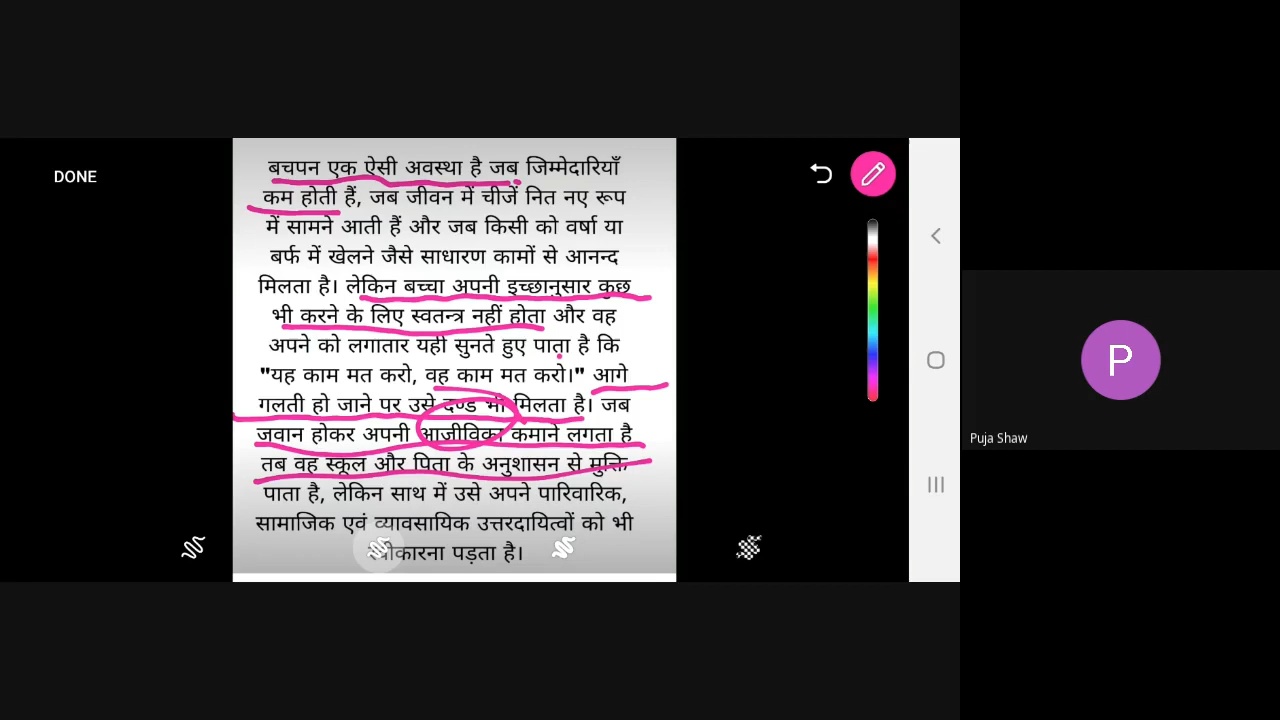 DONE
बचपन एक ऐसी अवस्था है जब जिम्मेदारियाँ
कम होती हैं, जब जीवन में चीजें नित नए रूप
में सामने आती हैं और जब किसी को वर्षा या
बर्फ में खेलने जैसे साधारण कामों से आनन्द
मिलता है। लेकिन बच्चा अपनी इच्छानुसार कुछ
भी करने के लिए स्वतन्त्र नहीं होता और वह
अपने को लगातार यही सुनते हुए पाता है कि
"यह काम मत करो, वह काम मत करो।" आगे
गलती हो जाने पर उसे दण्ड भी मिलता है। जब
जवान होकर अपनी आजीविका कमाने लगता है
तब वह स्कूल और पिता के अनुशासन से मुक्ति
पाता है, लेकिन साथ में उसे अपने पारिवारिक,
सामाजिक एवं व्यावसायिक उत्तरदायित्वों को भी
स्वीकारना पड़ता है।
P
Puja Shaw